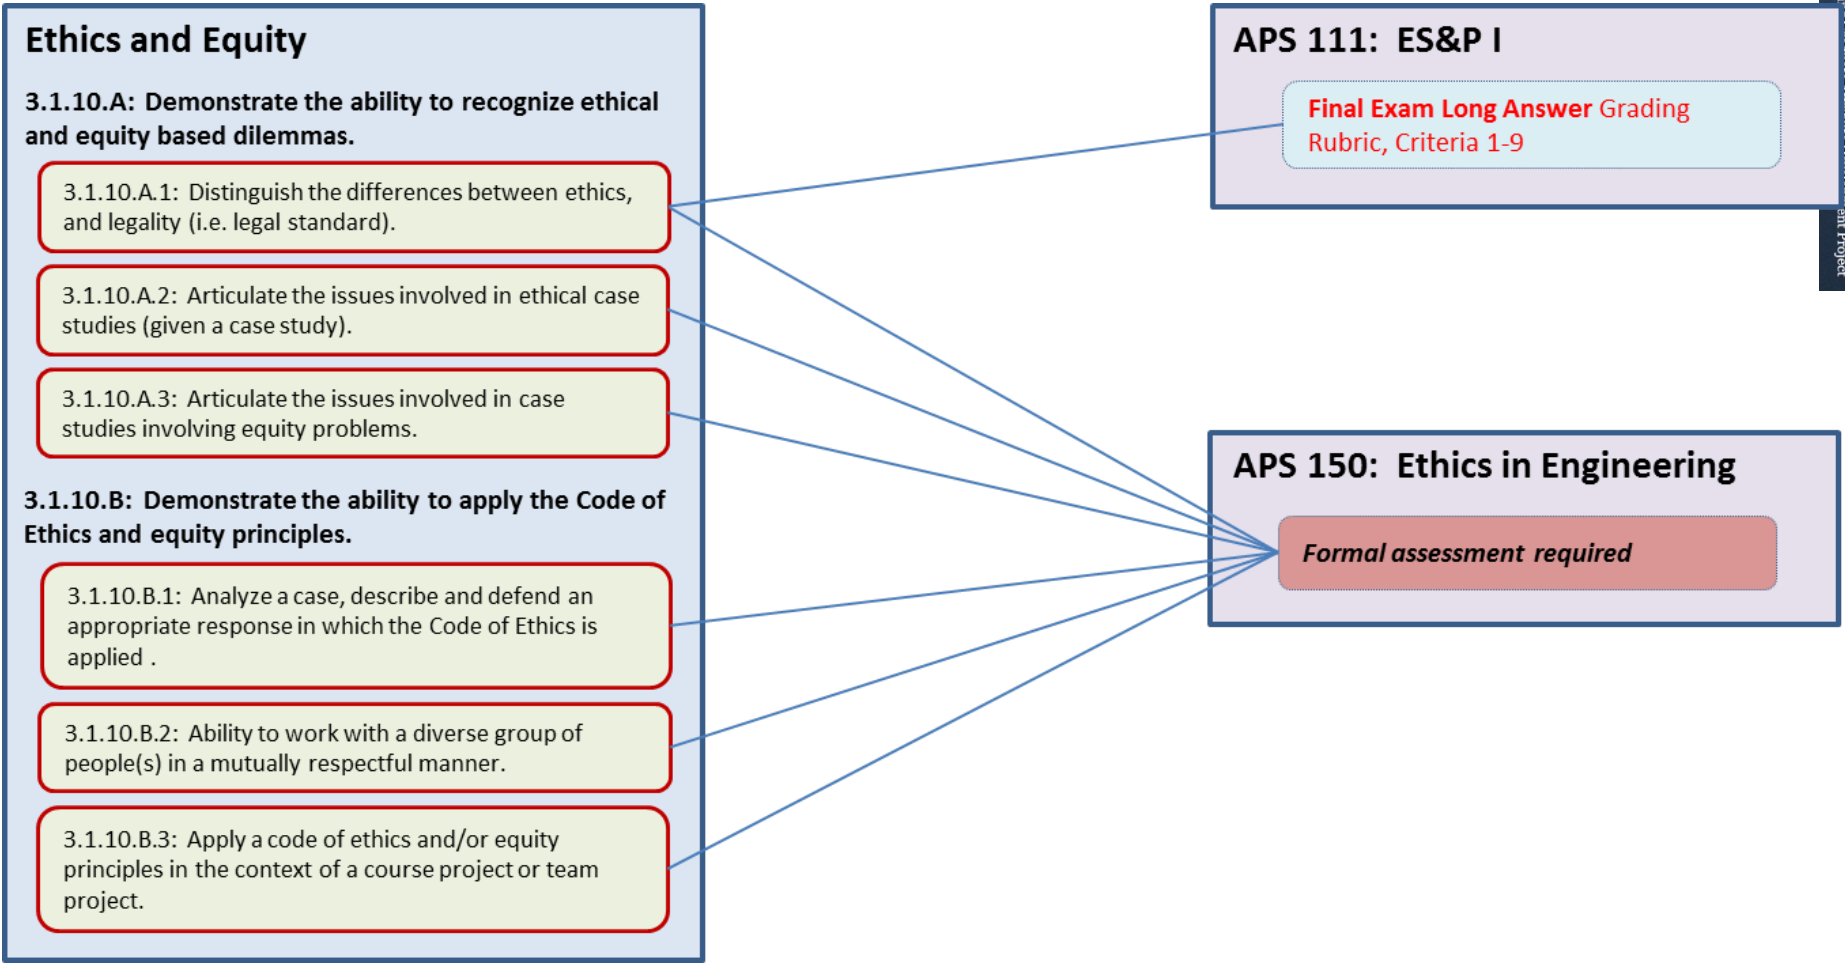 Ethics and Equity
3.1.10.A: Demonstrate the ability to recognize ethical
and equity based dilemmas.
3.1.10.A.1: Distinguish the differences between ethics,
and legality (i.e. legal standard).
3.1.10.A.2: Articulate the issues involved in ethical case
studies (given a case study).
3.1.10.A.3: Articulate the issues involved in case
studies involving equity problems.
3.1.10.B: Demonstrate the ability to apply the Code of
Ethics and equity principles.
3.1.10.B.1: Analyze a case, describe and defend an
appropriate response in which the Code of Ethics is
applied .
3.1.10.B.2: Ability to work with a diverse group of
people(s) in a mutually respectful manner.
3.1.10.B.3: Apply a code of ethics and/or equity
principles in the context of a course project or team
project.
APS 111: ES&P I
Final Exam Long Answer Grading
Rubric, Criteria 1-9
APS 150: Ethics in Engineering
Formal assessment required
Project